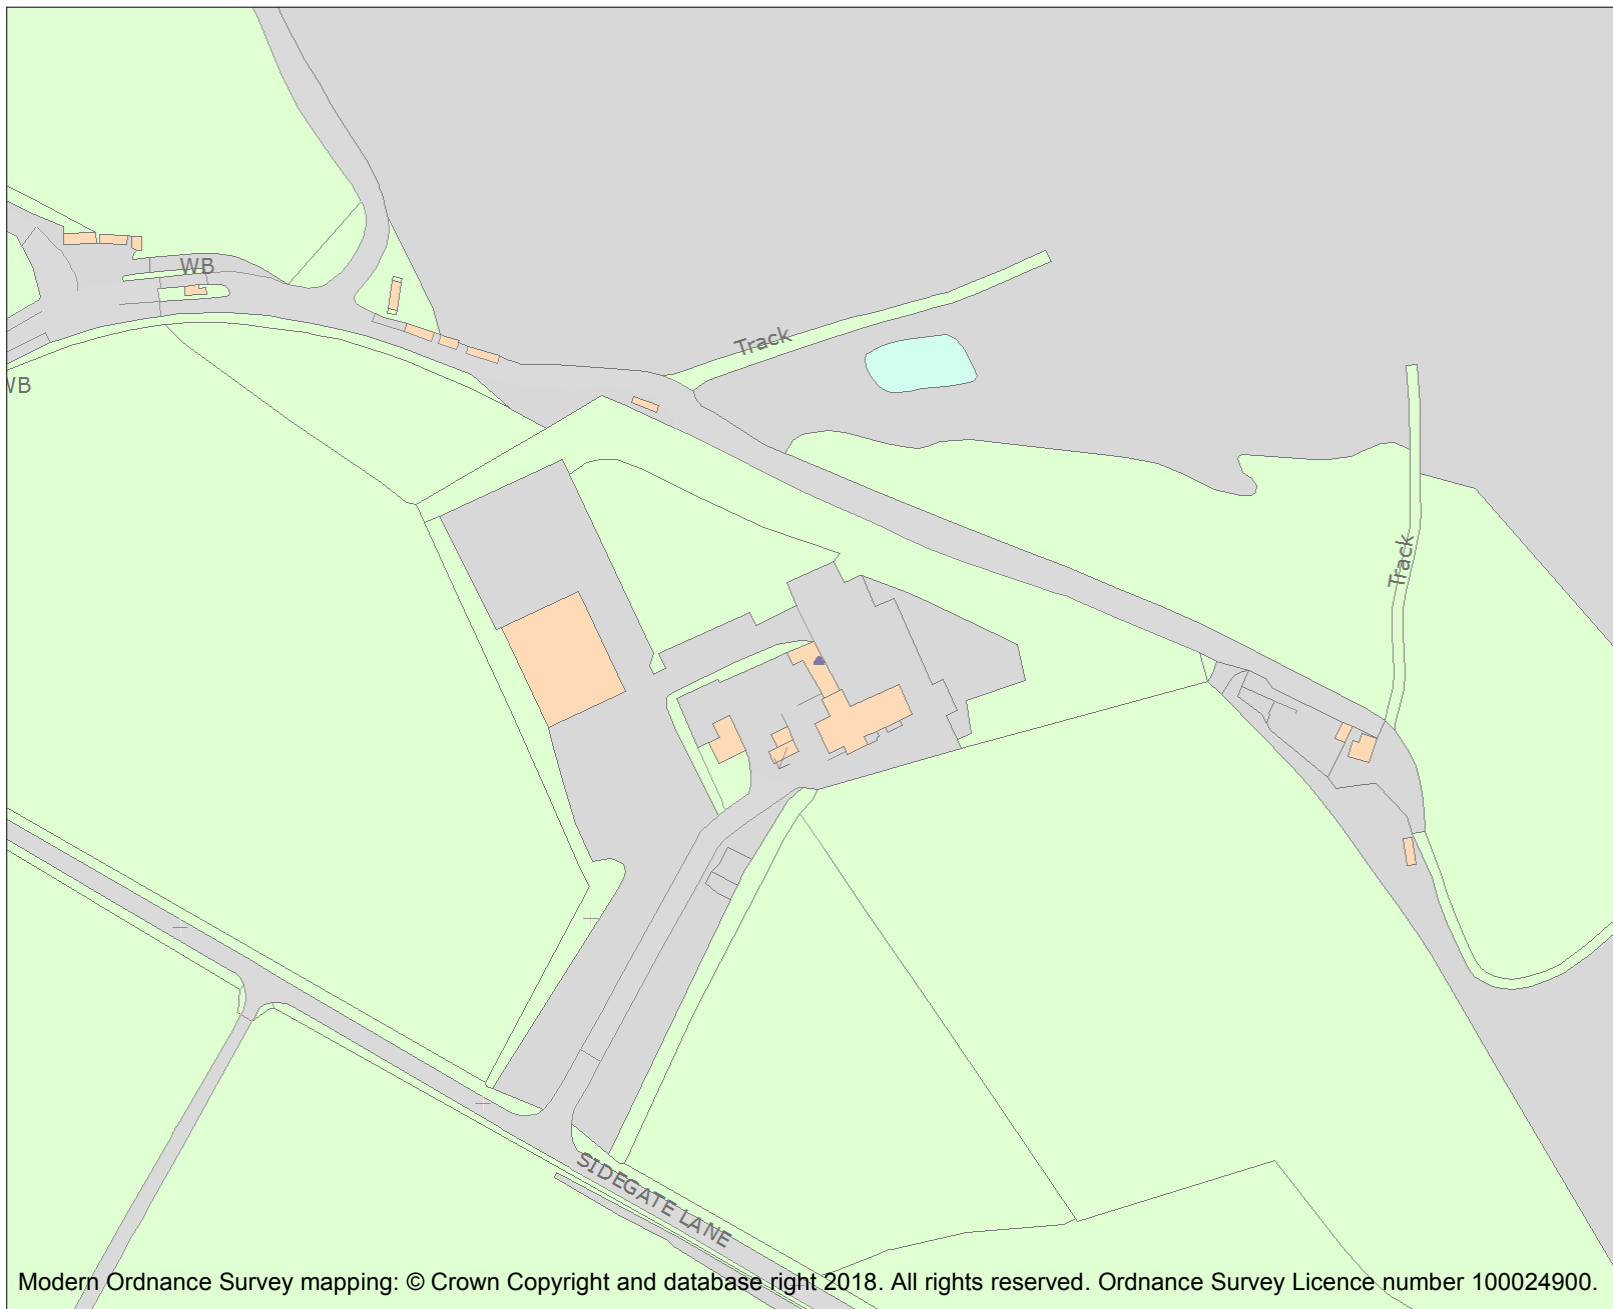 WB
Track
WB
Track
SIDEGATE LANE
Modern Ordnance Survey mapping: © Crown Copyright and database right 2018. All rights reserved. Ordnance Survey Licence number 100024900.